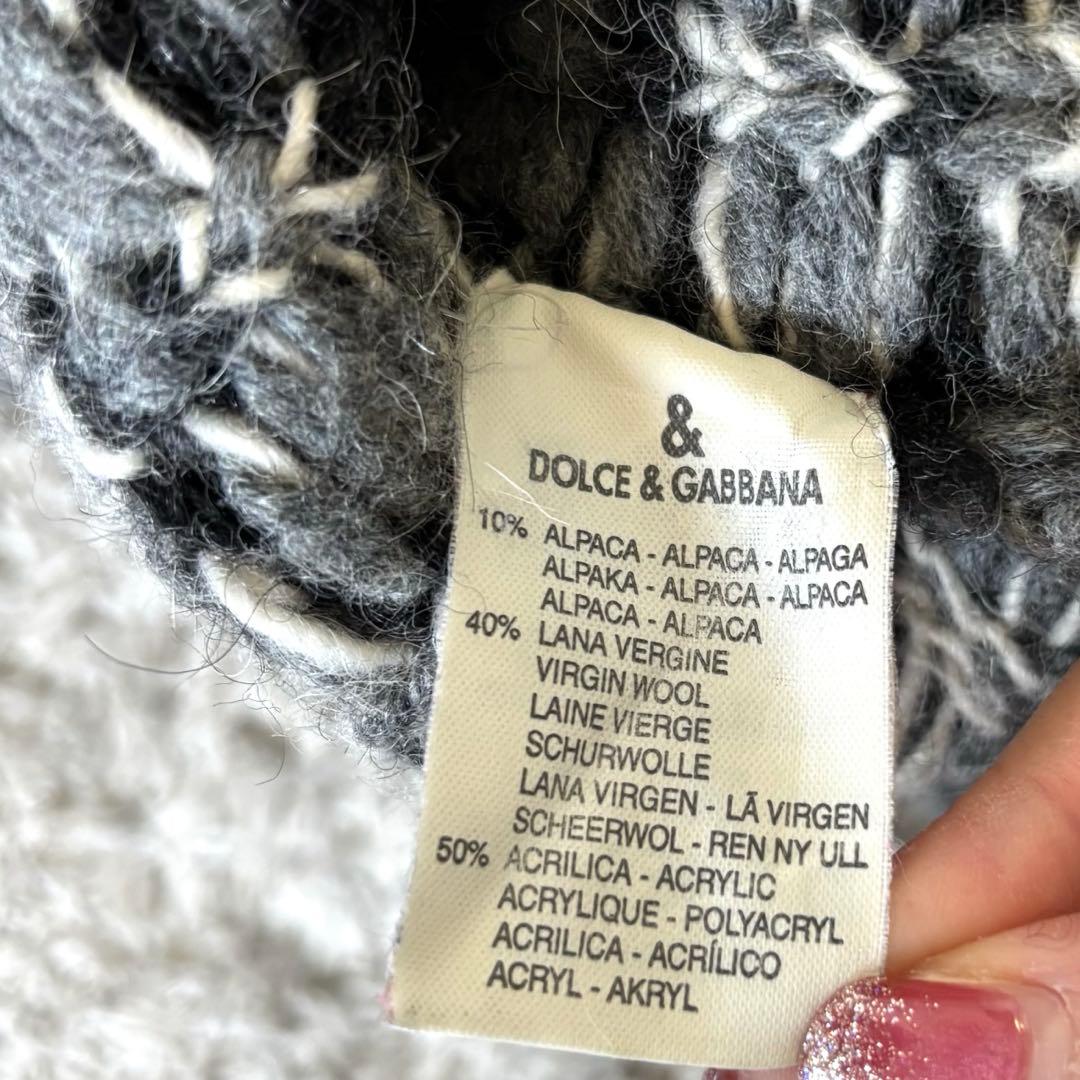 &
DOLCE & GABBANA
10% ALPACA - ALPACA - ALPAGA
ALPAKA - ALPACA - ALPACA
ALPACA - ALPACA
40% LANA VERGINE
VIRGIN WOOL
LAINE VIERGE
SCHURWOLLE
LANA VIRGEN - LÃ VIRGEN
SCHEERWOL - REN NY ULL
50% ACRILICA - ACRYLIC
ACRYLIQUE - POLYACRYL
ACRILICA - ACRÍLICO
ACRYL - AKRYL